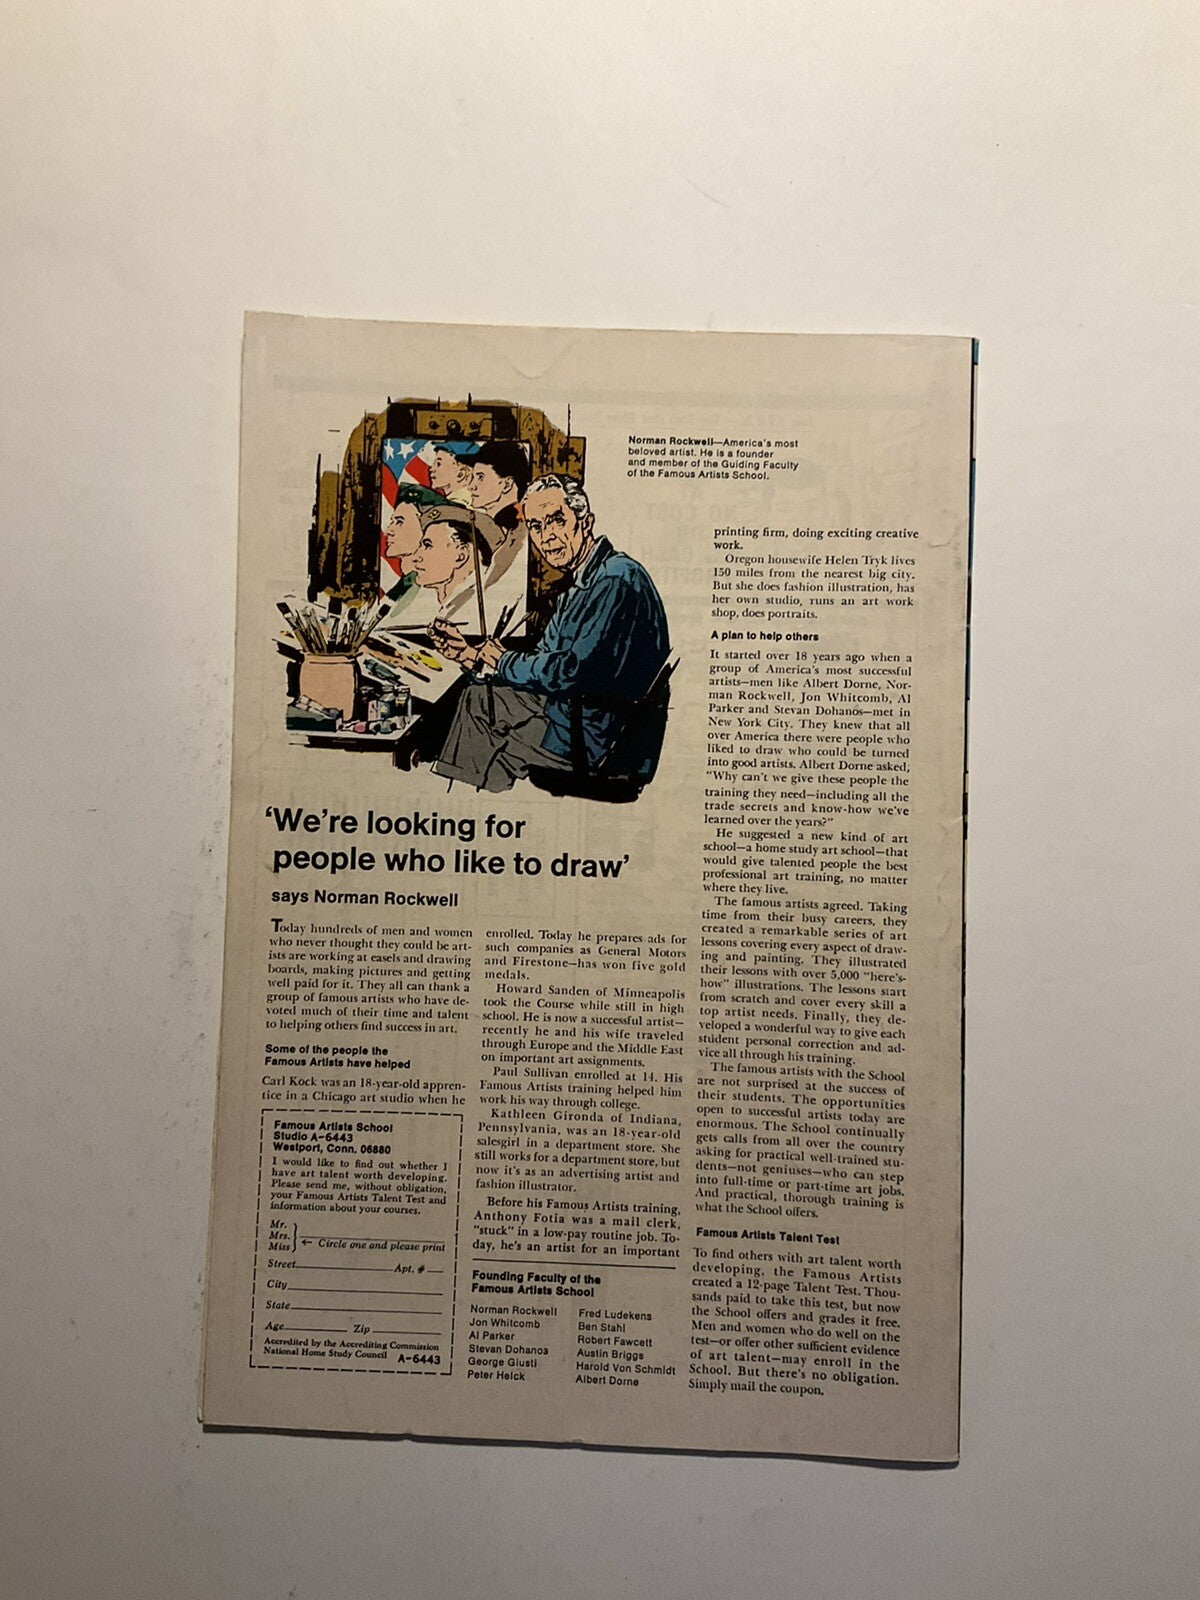 Norman Rockwell—America's most
beloved artist. He is a founder
and member of the Guiding Faculty
of the Famous Artists School.
'We're looking for
people who like to draw'
says Norman Rockwell
Today hundreds of men and women
who never thought they could be art-
ists are working at easels and drawing
boards, making pictures and getting
well paid for it. They all can thank a
group of famous artists who have de-
voted much of their time and talent
to helping others find success in art.
Some of the people the
Famous Artists have helped
Carl Kock was an 18-year-old appren-
tice in a Chicago art studio when he
enrolled. Today he prepares ads for
such companies as General Motors
and Firestone—has won five gold
medals.
Howard Sanden of Minneapolis
took the Course while still in high
school. He is now a successful artist—
recently he and his wife traveled
through Europe and the Middle East
on important art assignments.
Paul Sullivan enrolled at 14. His
Famous Artists training helped him
work his way through college.
Kathleen Gironda of Indiana,
Pennsylvania, was an 18-year-old
salesgirl in a department store. She
still works for a department store, but
now it's as an advertising artist and
fashion illustrator.
Before his Famous Artists training,
Anthony Fotia was a mail clerk,
"stuck" in a low-pay routine job. To-
day, he's an artist for an important
printing firm, doing exciting creative
work.
Oregon housewife Helen Tryk lives
150 miles from the nearest big city.
But she does fashion illustration, has
her own studio, runs an art work
shop, does portraits.
A plan to help others
It started over 18 years ago when a
group of America's most successful
artists—men like Albert Dorne, Nor-
man Rockwell, Jon Whitcomb, Al
Parker and Stevan Dohanos—met in
New York City. They knew that all
over America there were people who
liked to draw who could be turned
into good artists. Albert Dorne asked,
"Why can't we give these people the
training they need—including all the
trade secrets and know-how we've
learned over the years?"
He suggested a new kind of art
school—a home study art school—that
would give talented people the best
professional art training, no matter
where they live.
The famous artists agreed. Taking
time from their busy careers, they
created a remarkable series of art
lessons covering every aspect of draw-
ing and painting. They illustrated
their lessons with over 5,000 "here's-
how" illustrations. The lessons start
from scratch and cover every skill a
top artist needs. Finally, they de-
veloped a wonderful way to give each
student personal correction and ad-
vice all through his training.
The famous artists with the School
are not surprised at the success of
their students. The opportunities
open to successful artists today are
enormous. The School continually
gets calls from all over the country
asking for practical well-trained stu-
dents—not geniuses—who can step
into full-time or part-time art jobs.
And practical, thorough training is
what the School offers.
Famous Artists Talent Test
To find others with art talent worth
developing, the Famous Artists
created a 12-page Talent Test. Thou-
sands paid to take this test, but now
the School offers and grades it free.
Men and women who do well on the
test—or offer other sufficient evidence
of art talent—may enroll in the
School. But there's no obligation.
Simply mail the coupon.
Famous Artists School
Studio A-6443
Westport, Conn. 06880
I would like to find out whether I
have art talent worth developing.
Please send me, without obligation,
your Famous Artists Talent Test and
information about your courses.
Mr.
Mrs.
Miss
← Circle one and please print
Street Apt. #
City
State
Age Zip
Accredited by the Accrediting Commission
National Home Study Council A-6443
Founding Faculty of the
Famous Artists School
Norman Rockwell
Jon Whitcomb
Al Parker
Stevan Dohanos
George Giusti
Peter Helck
Fred Ludekens
Ben Stahl
Robert Fawcett
Austin Briggs
Harold Von Schmidt
Albert Dorne